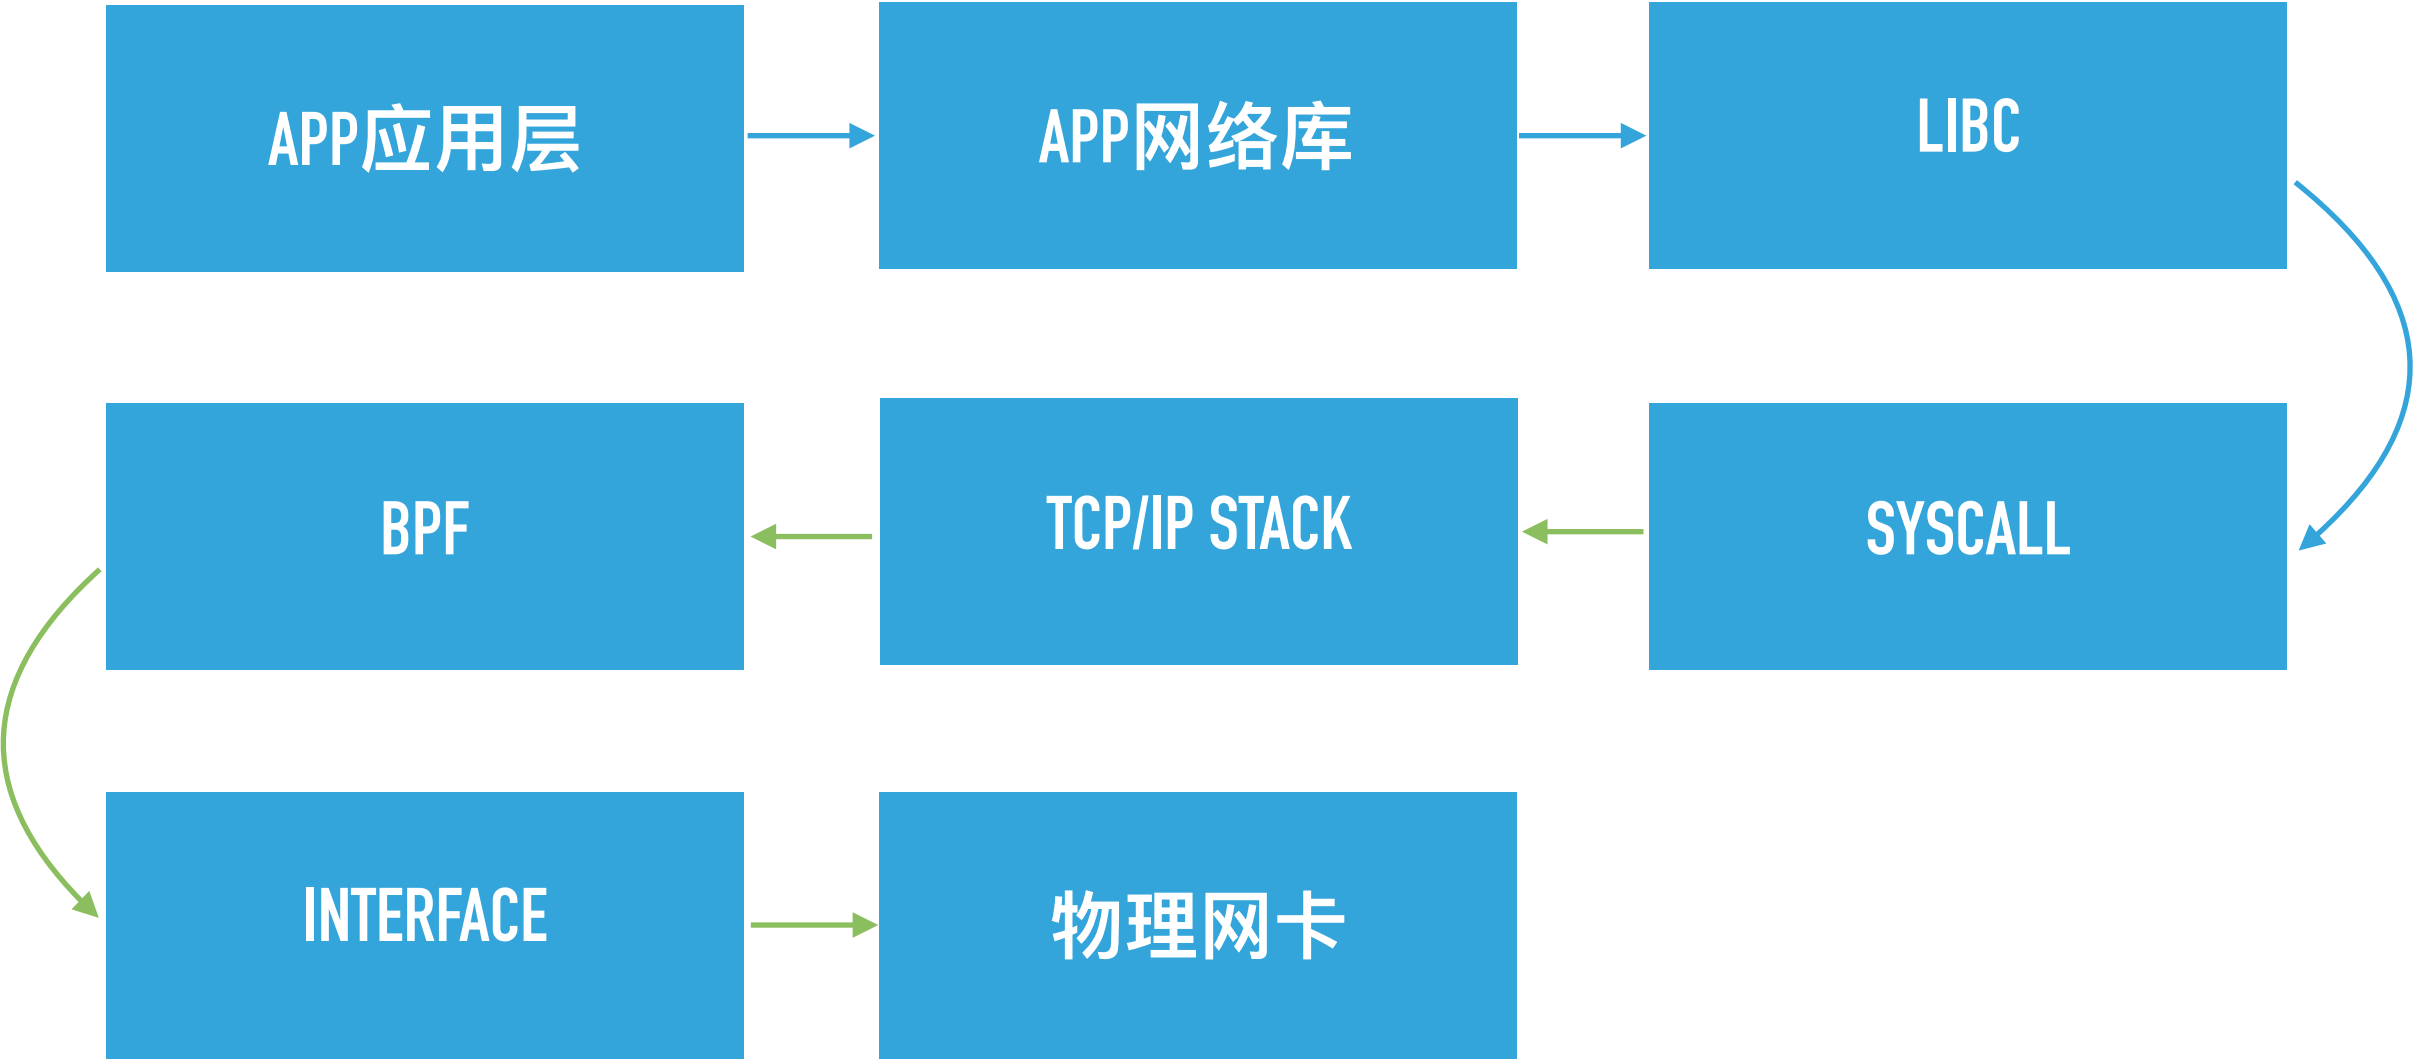 APP应用层
APP网络库
LIBC
BPF
TCP/IP STACK
SYSCALL
INTERFACE
物理网卡